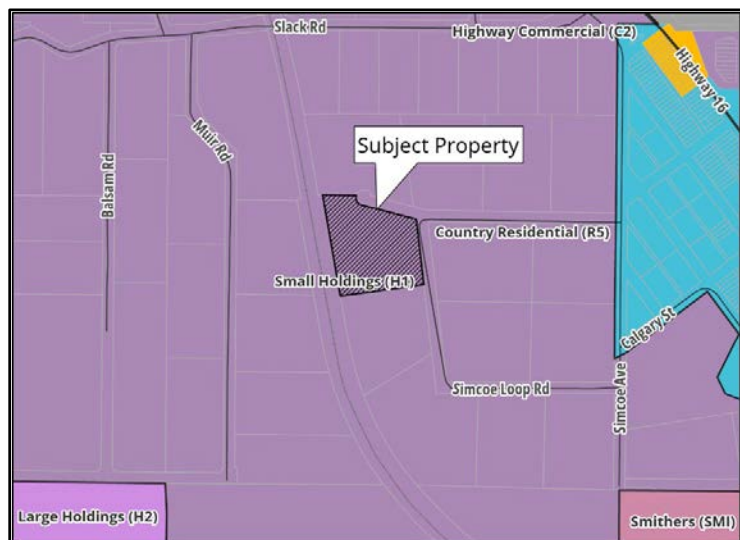 Slack Rd
Highway Commercial (C2)
Highway 16
Muir Rd
Subject Property
Balsam Rd
Country Residential (R5)
Small Holdings (H1)
Calgary St
Simcoe Loop Rd
Simcoe Ave
Large Holdings (H2)
Smithers (SMI)